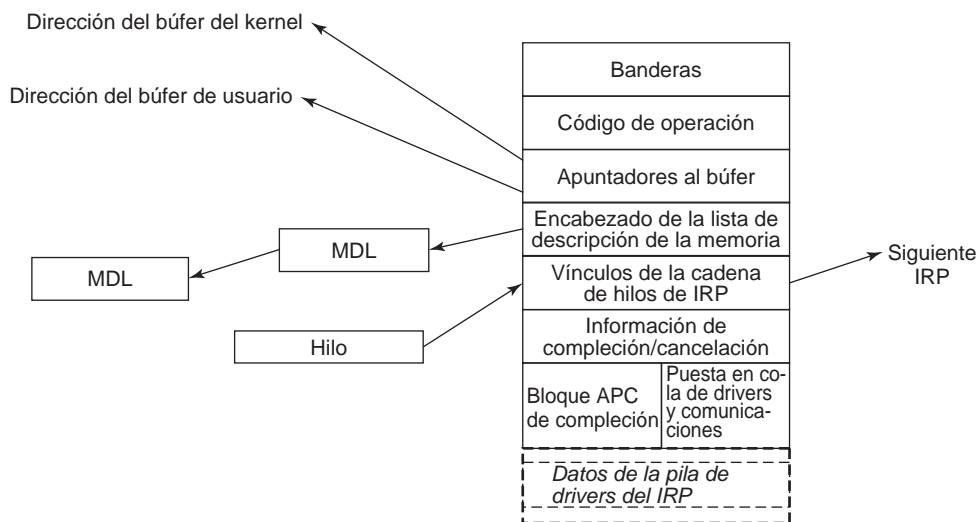 Dirección del búfer del kernel
Dirección del búfer de usuario
Banderas
Código de operación
Apuntadores al búfer
Encabezado de la lista de
descripción de la memoria
MDL
MDL
Vínculos de la cadena
de hilos de IRP
Siguiente
IRP
Hilo
Información de
compleción/cancelación
Bloque APC
de compleción
Puesta en co-
la de drivers
y comunica-
ciones
Datos de la pila de
drivers del IRP